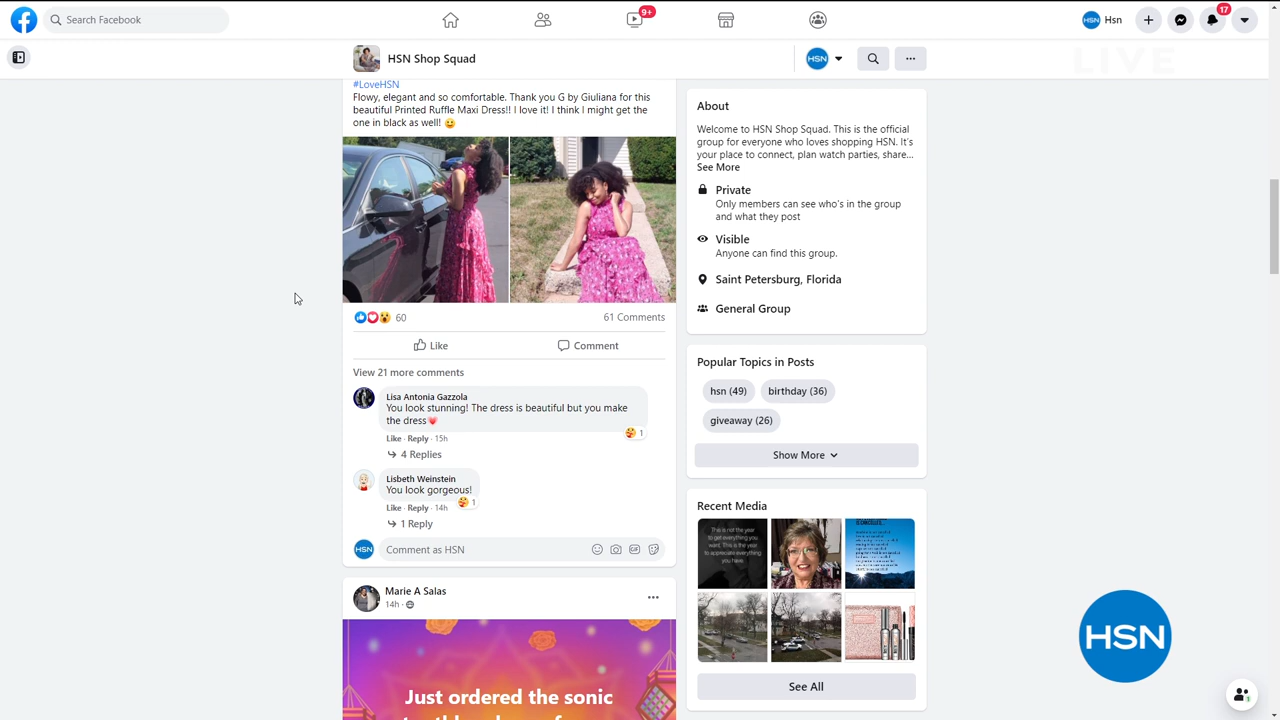 Search Facebook
9+
Hsn
17
HSN Shop Squad
HSN
LIVE
#LoveHSN
Flowy, elegant and so comfortable. Thank you G by Giuliana for this
beautiful Printed Ruffle Maxi Dress!! I love it! I think I might get the
one in black as well!
60
61 Comments
Like
Comment
View 21 more comments
Lisa Antonia Gazzola
You look stunning! The dress is beautiful but you make
the dress
1
Like · Reply · 15h
4 Replies
Lisbeth Weinstein
You look gorgeous!
1
Like · Reply · 14h
1 Reply
HSN
Comment as HSN
GIF
Marie A Salas
14h ·
Just ordered the sonic
About
Welcome to HSN Shop Squad. This is the official
group for everyone who loves shopping HSN. It's
your place to connect, plan watch parties, share...
See More
Private
Only members can see who's in the group
and what they post
Visible
Anyone can find this group.
Saint Petersburg, Florida
General Group
Popular Topics in Posts
hsn (49)
birthday (36)
giveaway (26)
Show More
Recent Media
This is not the year
to get everything you
want. This is the year
to appreciate everything
you have.
See All
HSN
1